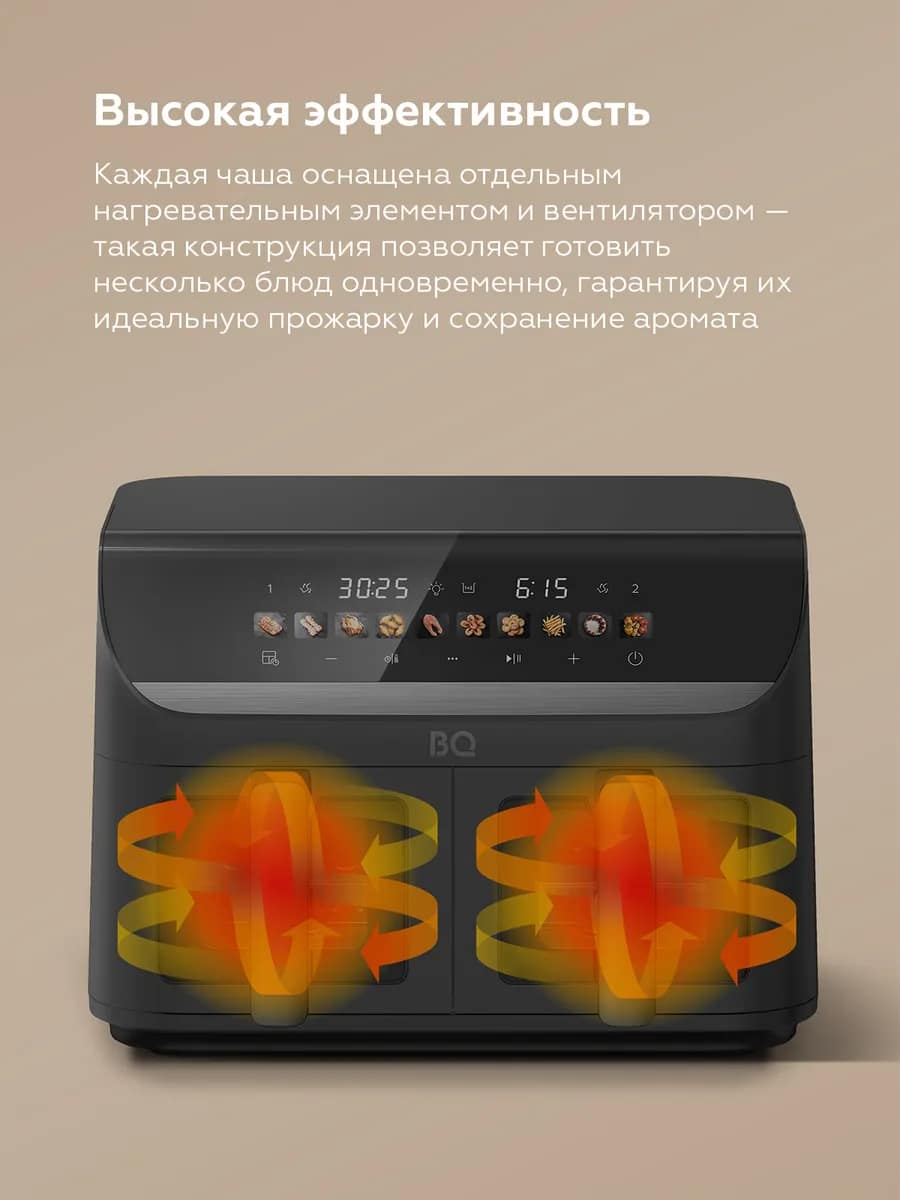 Высокая эффективность
Каждая чаша оснащена отдельным
нагревательным элементом и вентилятором —
такая конструкция позволяет готовить
несколько блюд одновременно, гарантируя их
идеальную прожарку и сохранение аромата
1 30:25 6:15 2
BQ